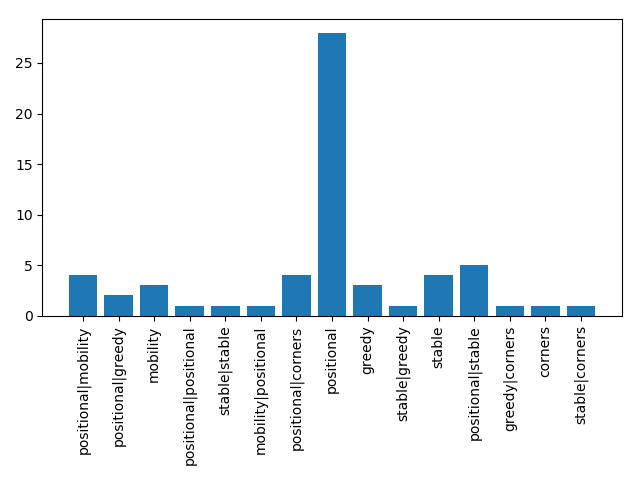 25
20
15
10
5
0
positional|mobility
positional|greedy
mobility
positional|positional
stable|stable
mobility|positional
positional|corners
positional
greedy
stable|greedy
stable
positional|stable
greedy|corners
corners
stable|corners